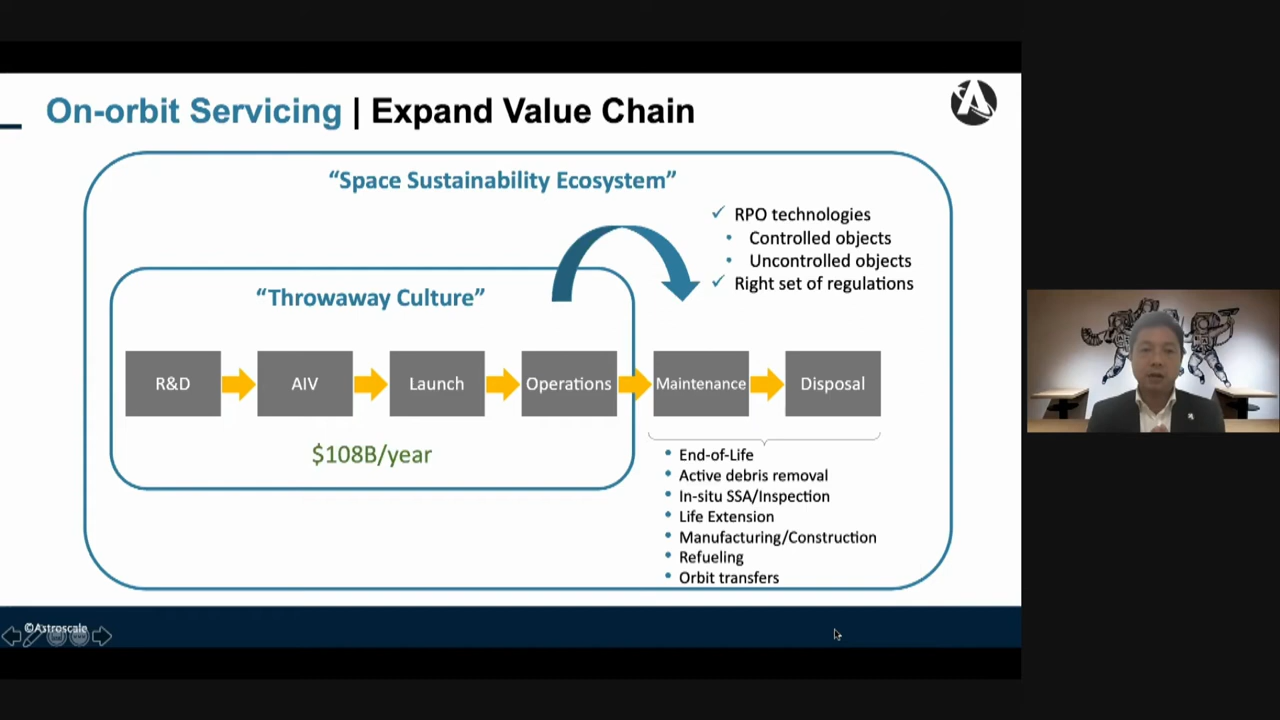 On-orbit Servicing | Expand Value Chain
“Space Sustainability Ecosystem”
✓ RPO technologies
• Controlled objects
• Uncontrolled objects
✓ Right set of regulations
“Throwaway Culture”
R&D
AIV
Launch
Operations
Maintenance
Disposal
$108B/year
• End-of-Life
• Active debris removal
• In-situ SSA/Inspection
• Life Extension
• Manufacturing/Construction
• Refueling
• Orbit transfers
©Astroscale